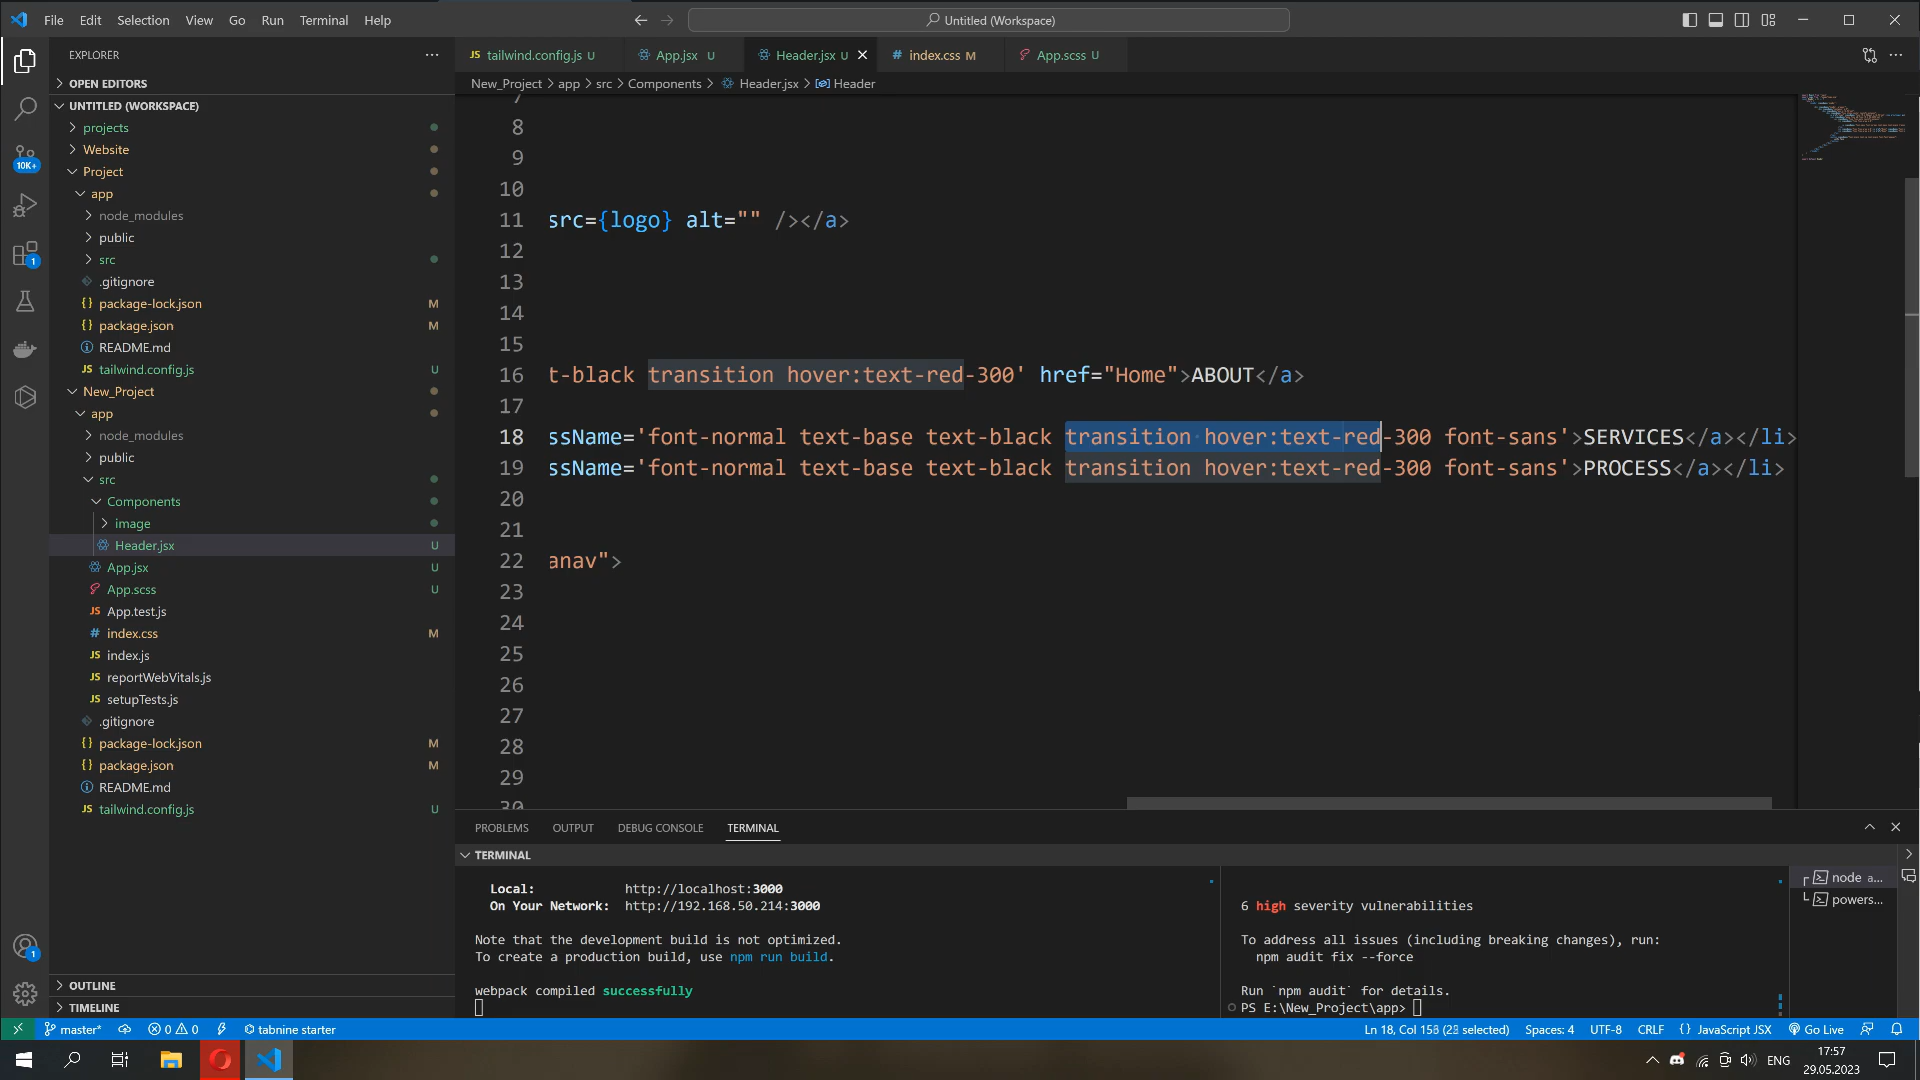 File Edit Selection View Go Run Terminal Help
Untitled (Workspace)
EXPLORER
OPEN EDITORS
UNTITLED (WORKSPACE)
projects
Website
Project
app
node_modules
public
src
.gitignore
package-lock.json M
package.json M
README.md
tailwind.config.js U
New_Project
app
node_modules
public
src
Components
image
Header.jsx U
App.jsx U
App.scss U
App.test.js
index.css M
index.js
reportWebVitals.js
setupTests.js
.gitignore
package-lock.json M
package.json M
README.md
tailwind.config.js U
OUTLINE
TIMELINE
10K+
1
1
tailwind.config.js U App.jsx U Header.jsx U index.css M App.scss U
New_Project > app > src > Components > Header.jsx > Header
7
8
9
10
11 src={logo} alt="" /></a>
12
13
14
15
16 t-black transition hover:text-red-300' href="Home">ABOUT</a>
17
18 ssName='font-normal text-base text-black transition hover:text-red-300 font-sans'>SERVICES</a></li>
19 ssName='font-normal text-base text-black transition hover:text-red-300 font-sans'>PROCESS</a></li>
20
21
22 anav">
23
24
25
26
27
28
29
30
PROBLEMS OUTPUT DEBUG CONSOLE TERMINAL
TERMINAL
Local: http://localhost:3000
On Your Network: http://192.168.50.214:3000
Note that the development build is not optimized.
To create a production build, use npm run build.
webpack compiled successfully
6 high severity vulnerabilities
To address all issues (including breaking changes), run:
npm audit fix --force
Run `npm audit` for details.
PS E:\New_Project\app>
node a...
powers...
master* 0 0 tabnine starter
Spaces: 4 UTF-8 CRLF {} JavaScript JSX Go Live
ENG
17:57
29.05.2023